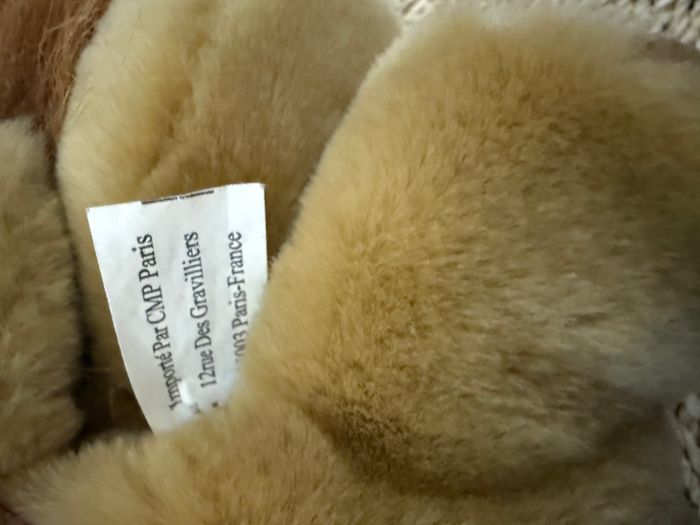 Importé Par CMP Paris
12rue Des Gravilliers
Paris-France